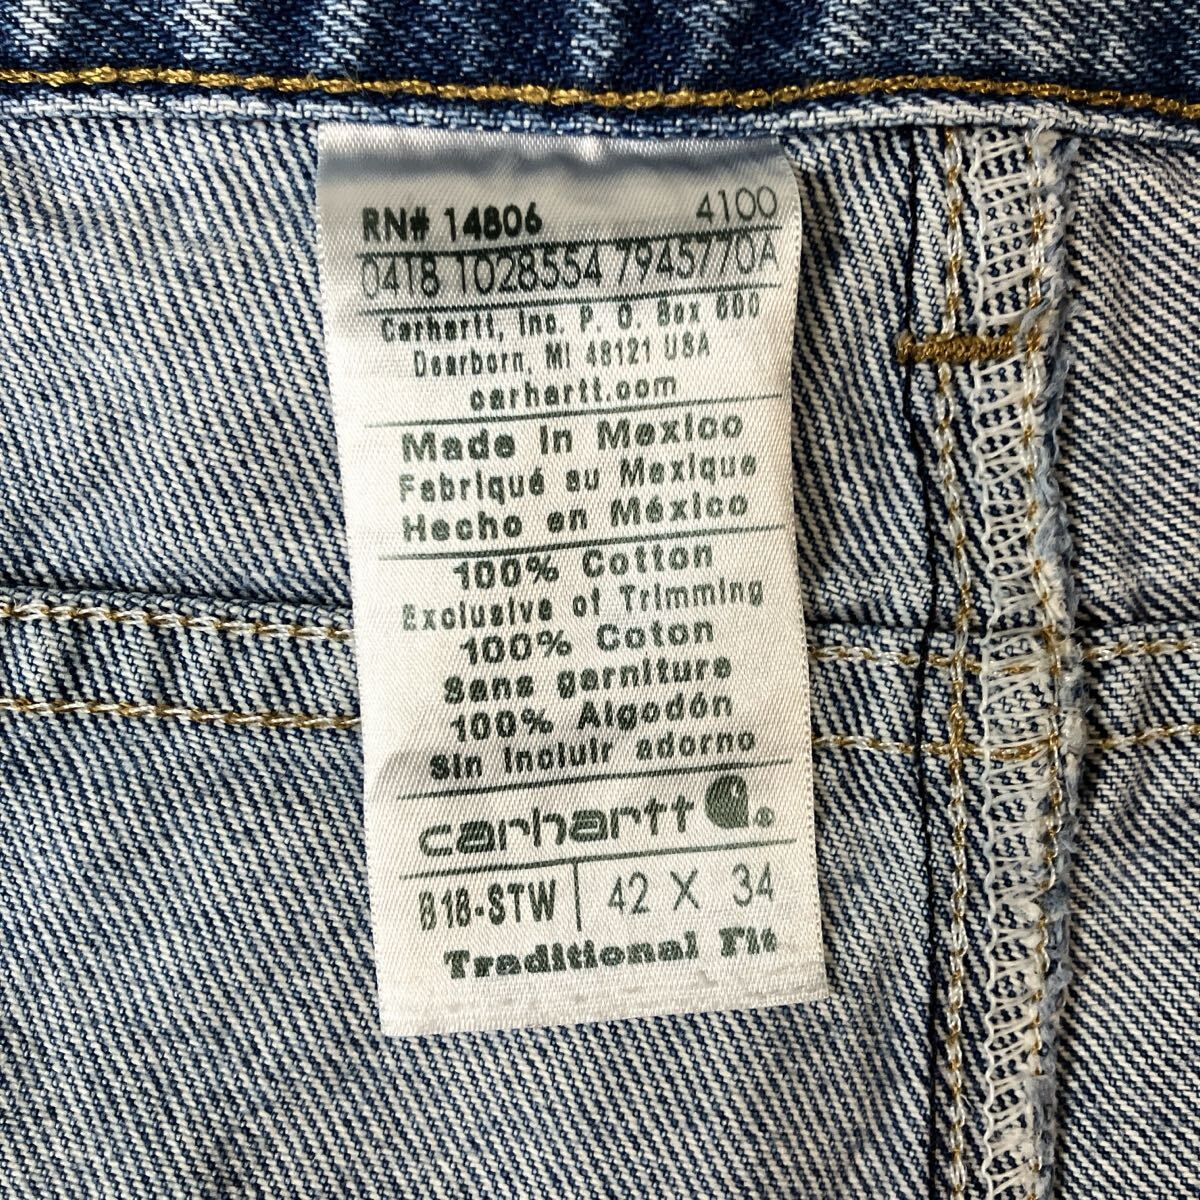 RN# 14806 4100
0418 1028554 7945770A
Carhartt, Inc. P. O. Box 600
Dearborn, MI 48121 USA
carhartt.com
Made In Mexico
Fabriqué au Mexique
Hecho en México
100% Cotton
Exclusive of Trimming
100% Coton
Sans garniture
100% Algodón
Sin incluir adorno
carhartt ®
B18-STW 42 X 34
Traditional Fit